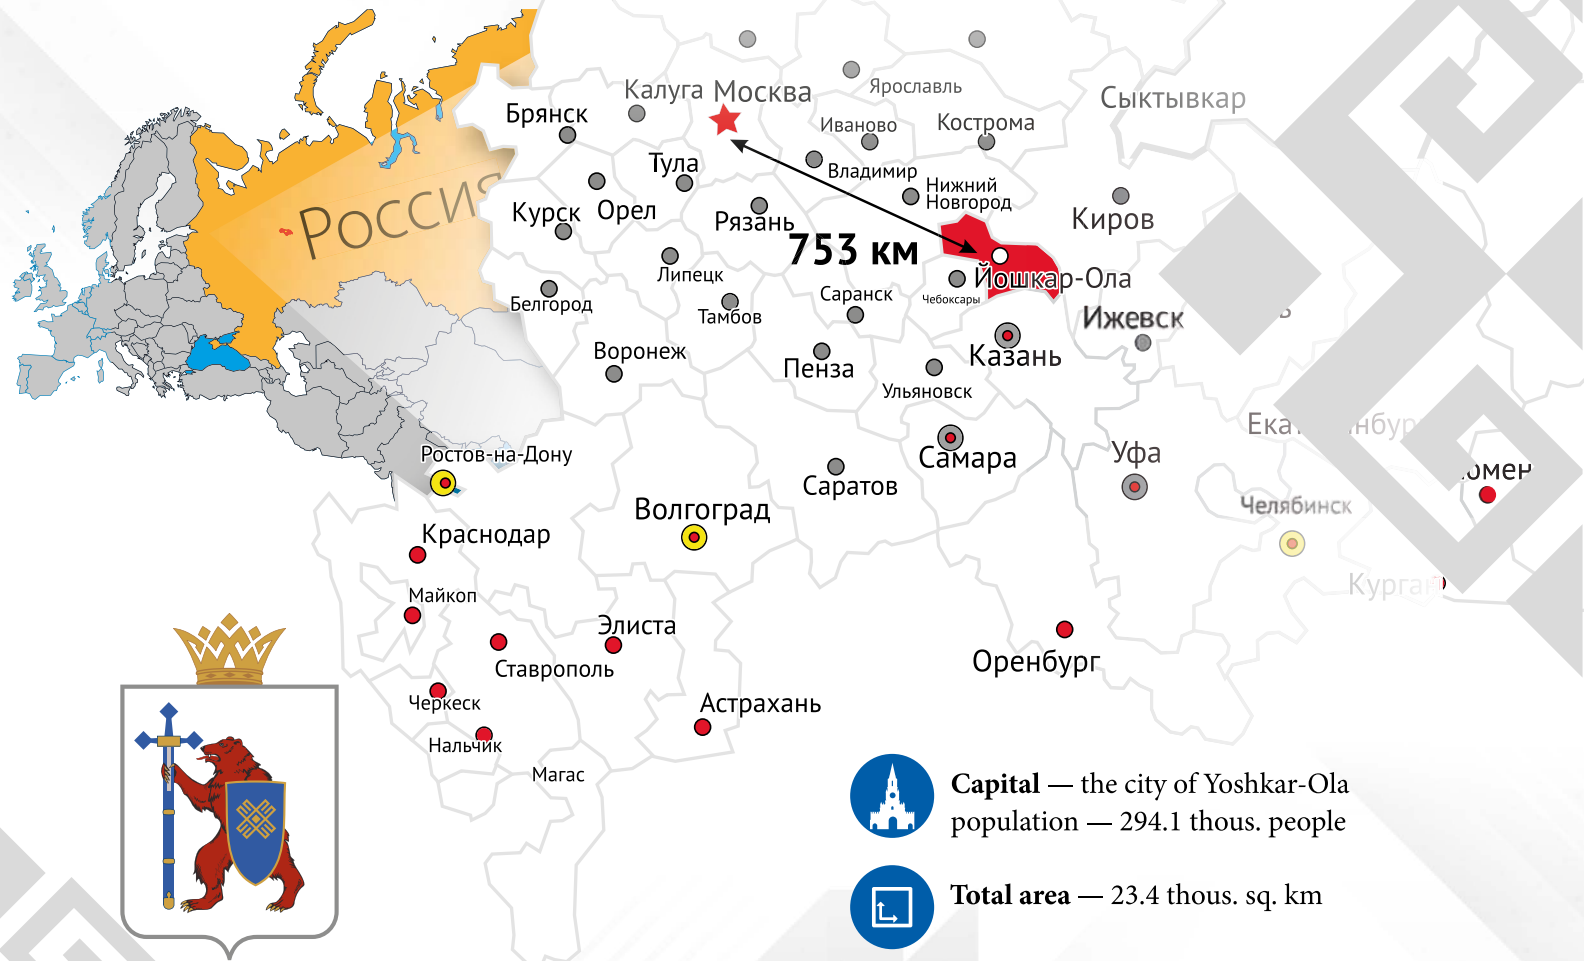 Россия
Калуга
Москва
Ярославль
Сыктывкар
Брянск
Иваново
Кострома
Тула
Владимир
Нижний
Новгород
Курск
Орел
Рязань
Киров
753 км
Липецк
Йошкар-Ола
Белгород
Тамбов
Саранск
Чебоксары
Ижевск
Воронеж
Пенза
Казань
Ульяновск
Ростов-на-Дону
Самара
Уфа
Саратов
Волгоград
Челябинск
Краснодар
Майкоп
Курган
Элиста
Ставрополь
Оренбург
Черкеск
Астрахань
Нальчик
Магас
Capital — the city of Yoshkar-Ola
population — 294.1 thous. people
Total area — 23.4 thous. sq. km